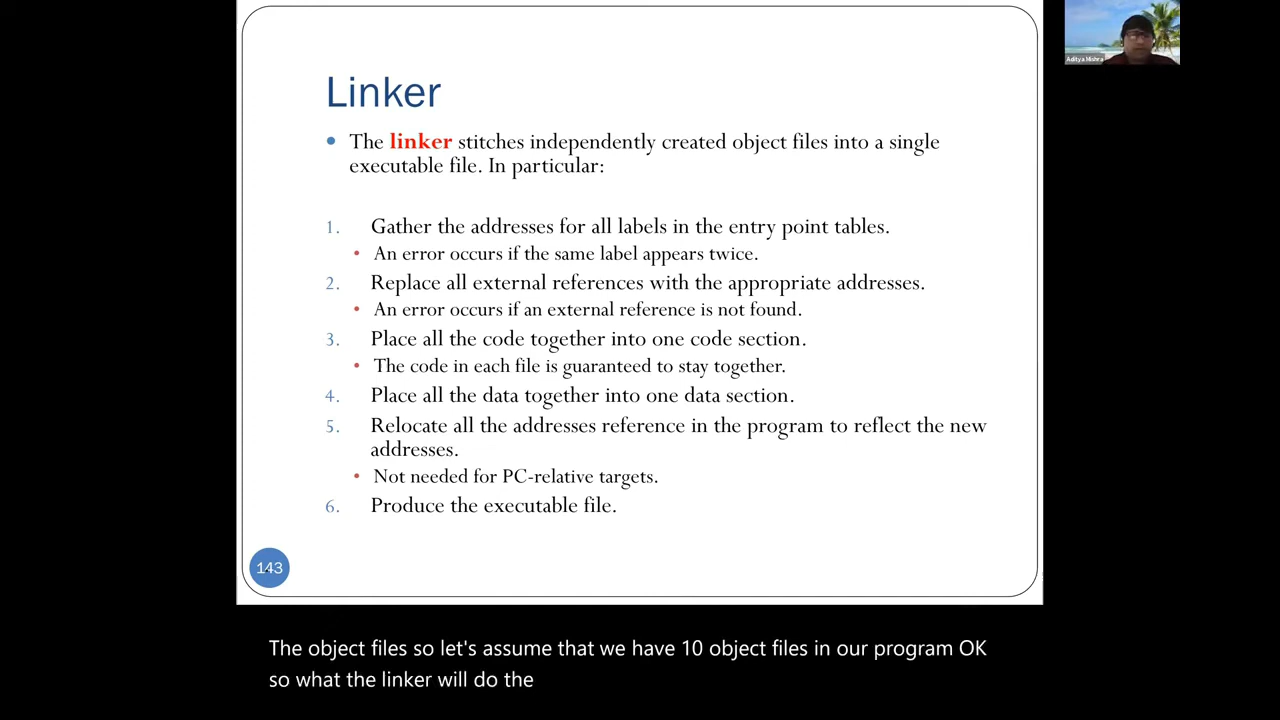 Aditya Mishra
Linker
• The linker stitches independently created object files into a single
executable file. In particular:
1. Gather the addresses for all labels in the entry point tables.
• An error occurs if the same label appears twice.
2. Replace all external references with the appropriate addresses.
• An error occurs if an external reference is not found.
3. Place all the code together into one code section.
• The code in each file is guaranteed to stay together.
4. Place all the data together into one data section.
5. Relocate all the addresses reference in the program to reflect the new
addresses.
• Not needed for PC-relative targets.
6. Produce the executable file.
143
The object files so let's assume that we have 10 object files in our program OK
so what the linker will do the